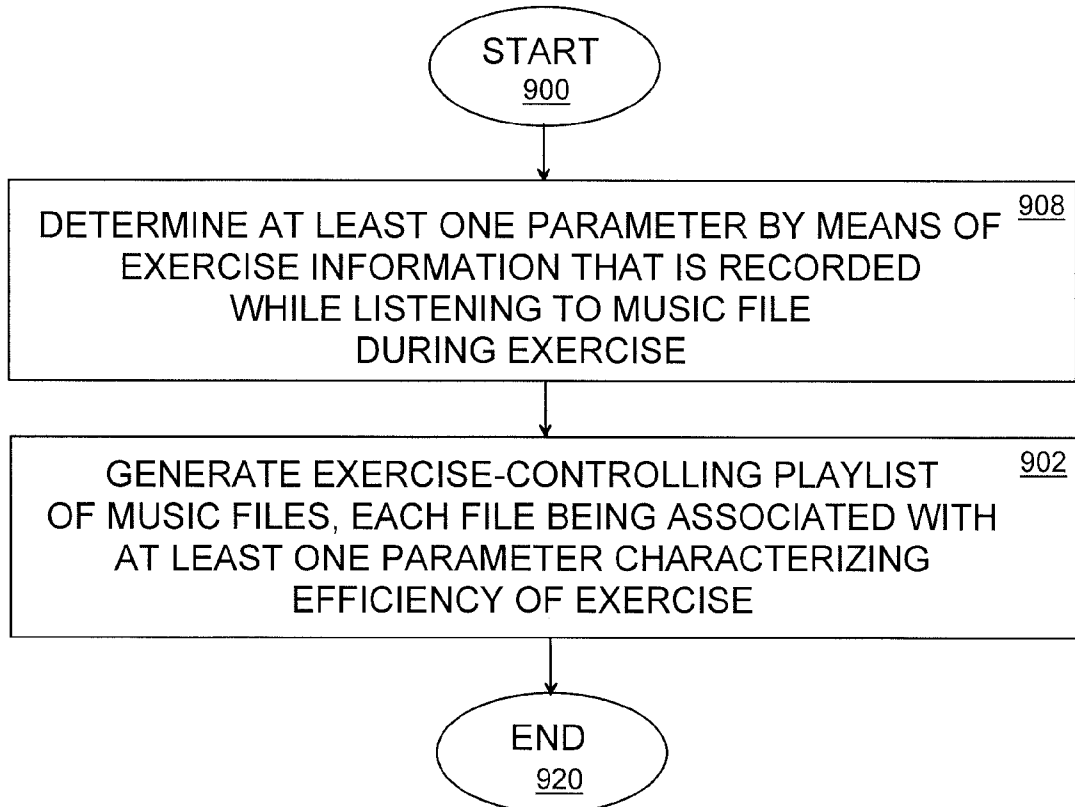 START
900
908
DETERMINE AT LEAST ONE PARAMETER BY MEANS OF
EXERCISE INFORMATION THAT IS RECORDED
WHILE LISTENING TO MUSIC FILE
DURING EXERCISE
902
GENERATE EXERCISE-CONTROLLING PLAYLIST
OF MUSIC FILES, EACH FILE BEING ASSOCIATED WITH
AT LEAST ONE PARAMETER CHARACTERIZING
EFFICIENCY OF EXERCISE
END
920